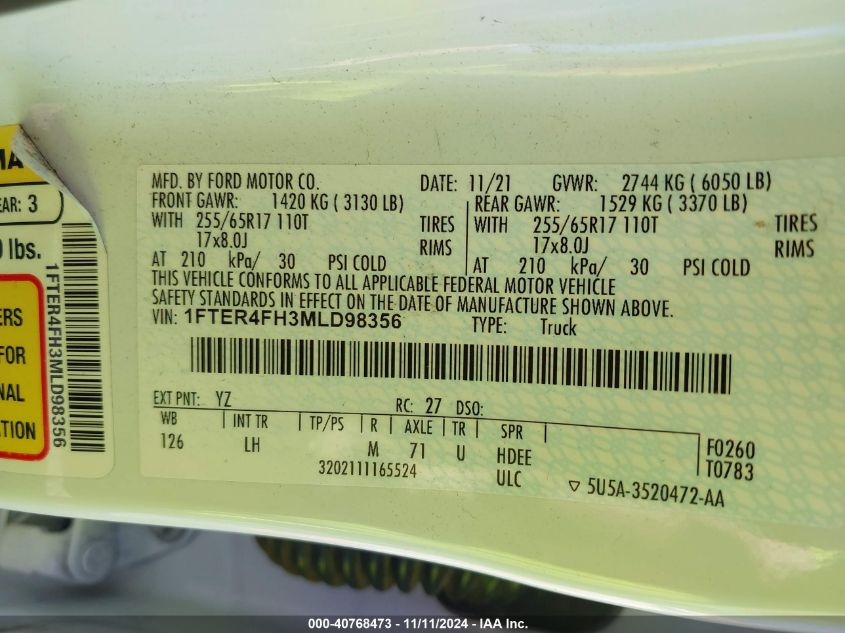 MA
EAR: 3
0 lbs.
ERS
FOR
NAL
ATION
1FTER4FH3MLD98356
MFD. BY FORD MOTOR CO. DATE: 11/21 GVWR: 2744 KG ( 6050 LB)
FRONT GAWR: 1420 KG ( 3130 LB) REAR GAWR: 1529 KG ( 3370 LB)
WITH 255/65R17 110T TIRES WITH 255/65R17 110T TIRES
17x8.0J RIMS 17x8.0J RIMS
AT 210 kPa/ 30 PSI COLD AT 210 kPa/ 30 PSI COLD
THIS VEHICLE CONFORMS TO ALL APPLICABLE FEDERAL MOTOR VEHICLE
SAFETY STANDARDS IN EFFECT ON THE DATE OF MANUFACTURE SHOWN ABOVE.
VIN: 1FTER4FH3MLD98356 TYPE: Truck
EXT PNT: YZ RC: 27 DSO:
WB INT TR TP/PS R AXLE TR SPR
126 LH M 71 U HDEE F0260
3202111165524 ULC T0783
▽ 5U5A-3520472-AA
000-40768473 - 11/11/2024 - IAA Inc.